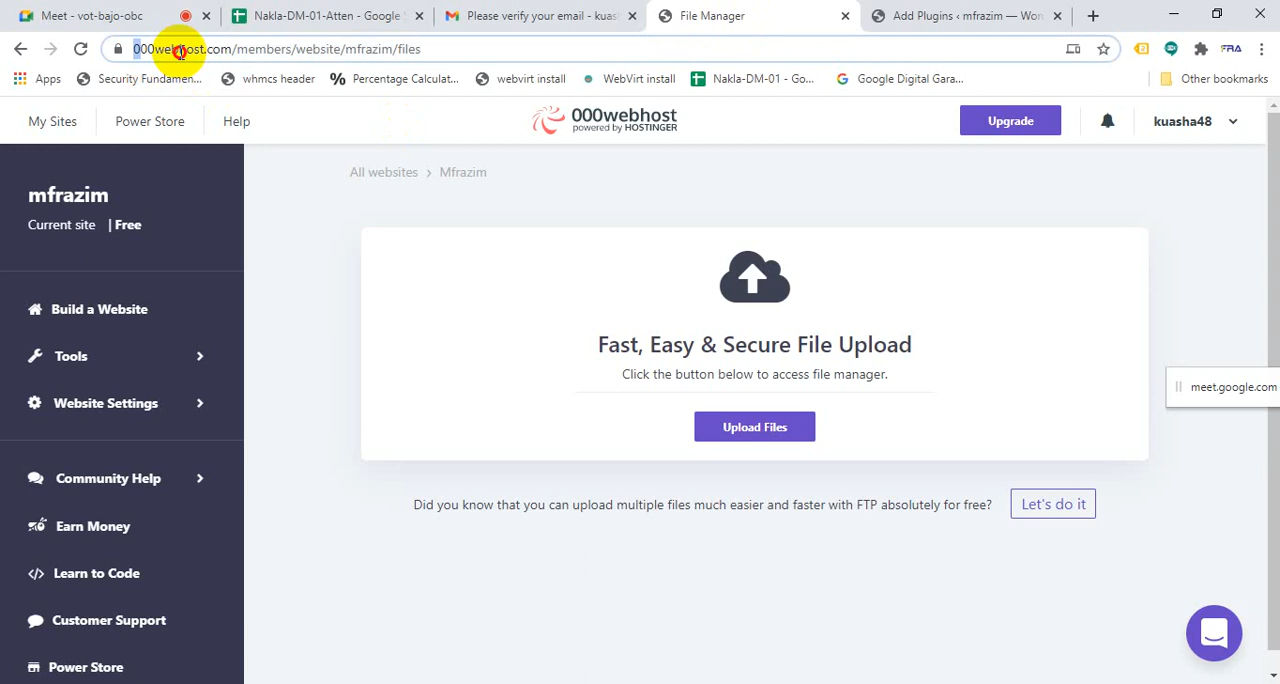 Meet - vot-bajo-obc
Nakla-DM-01-Atten - Google S
Please verify your email - kuash
File Manager
Add Plugins ‹ mfrazim — Wor
000webhost.com/members/website/mfrazim/files
Apps
Security Fundamen...
whmcs header
Percentage Calculat...
webvirt install
WebVirt install
Nakla-DM-01 - Go...
Google Digital Gara...
Other bookmarks
My Sites
Power Store
Help
000webhost
powered by HOSTINGER
Upgrade
kuasha48
mfrazim
Current site | Free
All websites › Mfrazim
Build a Website
Tools
Website Settings
Community Help
Earn Money
Learn to Code
Customer Support
Power Store
Fast, Easy & Secure File Upload
Click the button below to access file manager.
Upload Files
Did you know that you can upload multiple files much easier and faster with FTP absolutely for free?
Let's do it
meet.google.com